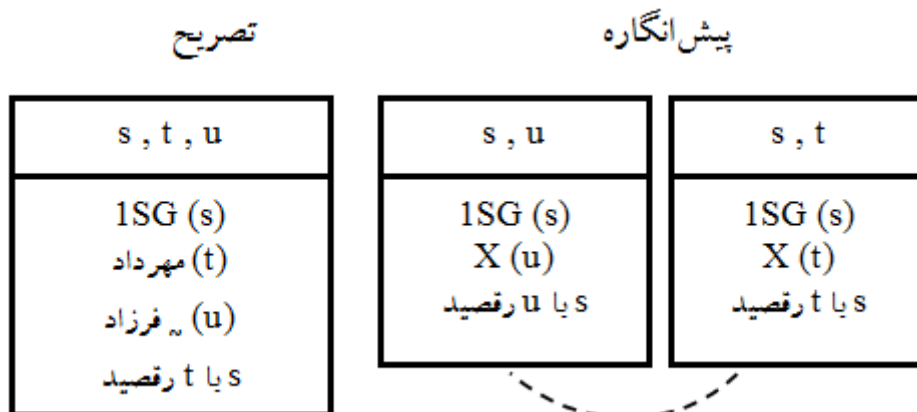 پیش‌انگاره
s , t
1SG (s)
X (t)
s با t رقصید
s , u
1SG (s)
X (u)
s با u رقصید
تصریح
s , t , u
1SG (s)
مهرداد (t)
~ فرزاد (u)
s با t رقصید